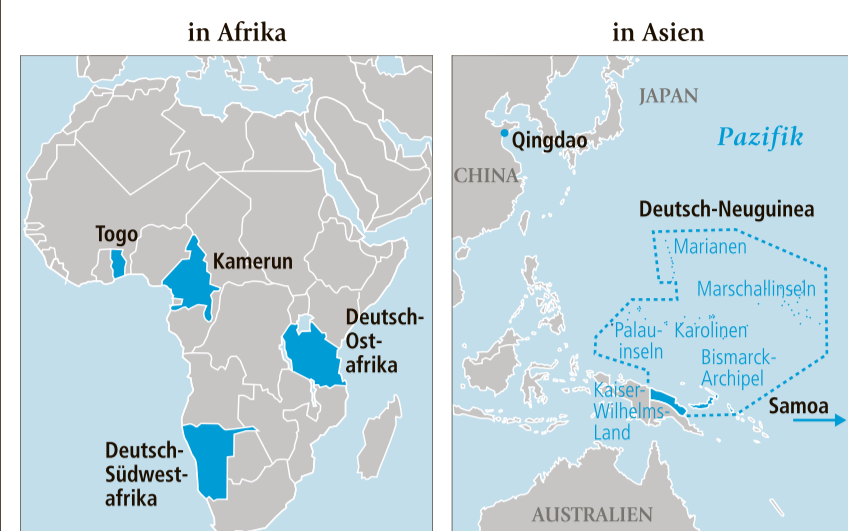 in Afrika
Togo
Kamerun
Deutsch-
Ost-
afrika
Deutsch-
Südwest-
afrika
in Asien
JAPAN
Qingdao
Pazifik
CHINA
Deutsch-Neuguinea
Marianen
Marschallinseln
Palau-
inseln
Karolinen
Bismarck-
Archipel
Kaiser-
Wilhelms-
Land
Samoa
AUSTRALIEN